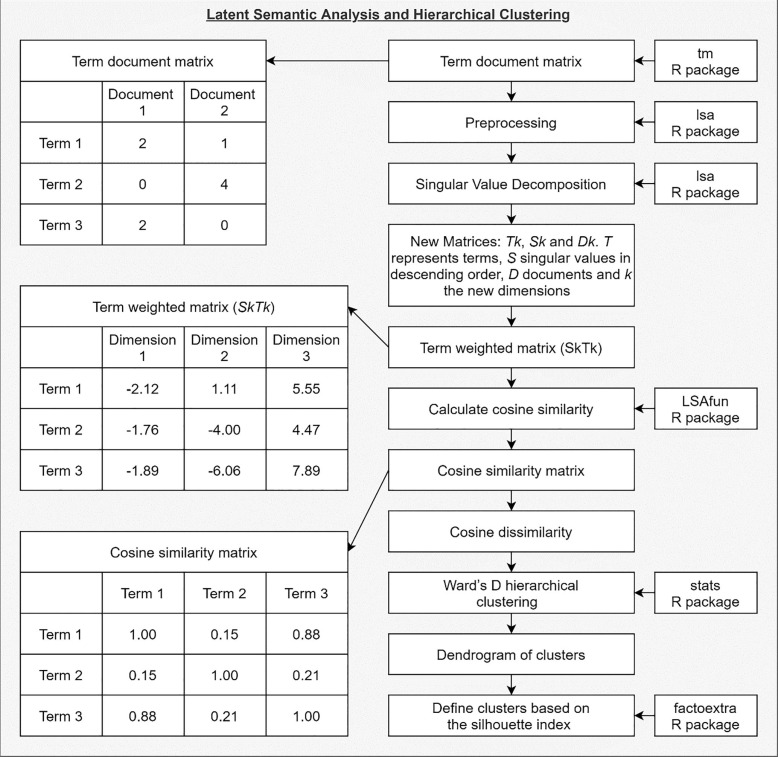 Latent Semantic Analysis and Hierarchical Clustering
Term document matrix
Document
1
Document
2
Term 1
2
1
Term 2
0
4
Term 3
2
0
Term weighted matrix (SkTk)
Dimension
1
Dimension
2
Dimension
3
Term 1
-2.12
1.11
5.55
Term 2
-1.76
-4.00
4.47
Term 3
-1.89
-6.06
7.89
Cosine similarity matrix
Term 1
Term 2
Term 3
Term 1
1.00
0.15
0.88
Term 2
0.15
1.00
0.21
Term 3
0.88
0.21
1.00
Term document matrix
Preprocessing
Singular Value Decomposition
New Matrices: Tk, Sk and Dk. T
represents terms, S singular values in
descending order, D documents and k
the new dimensions
Term weighted matrix (SkTk)
Calculate cosine similarity
Cosine similarity matrix
Cosine dissimilarity
Ward's D hierarchical
clustering
Dendrogram of clusters
Define clusters based on
the silhouette index
tm
R package
lsa
R package
lsa
R package
LSAfun
R package
stats
R package
factoextra
R package